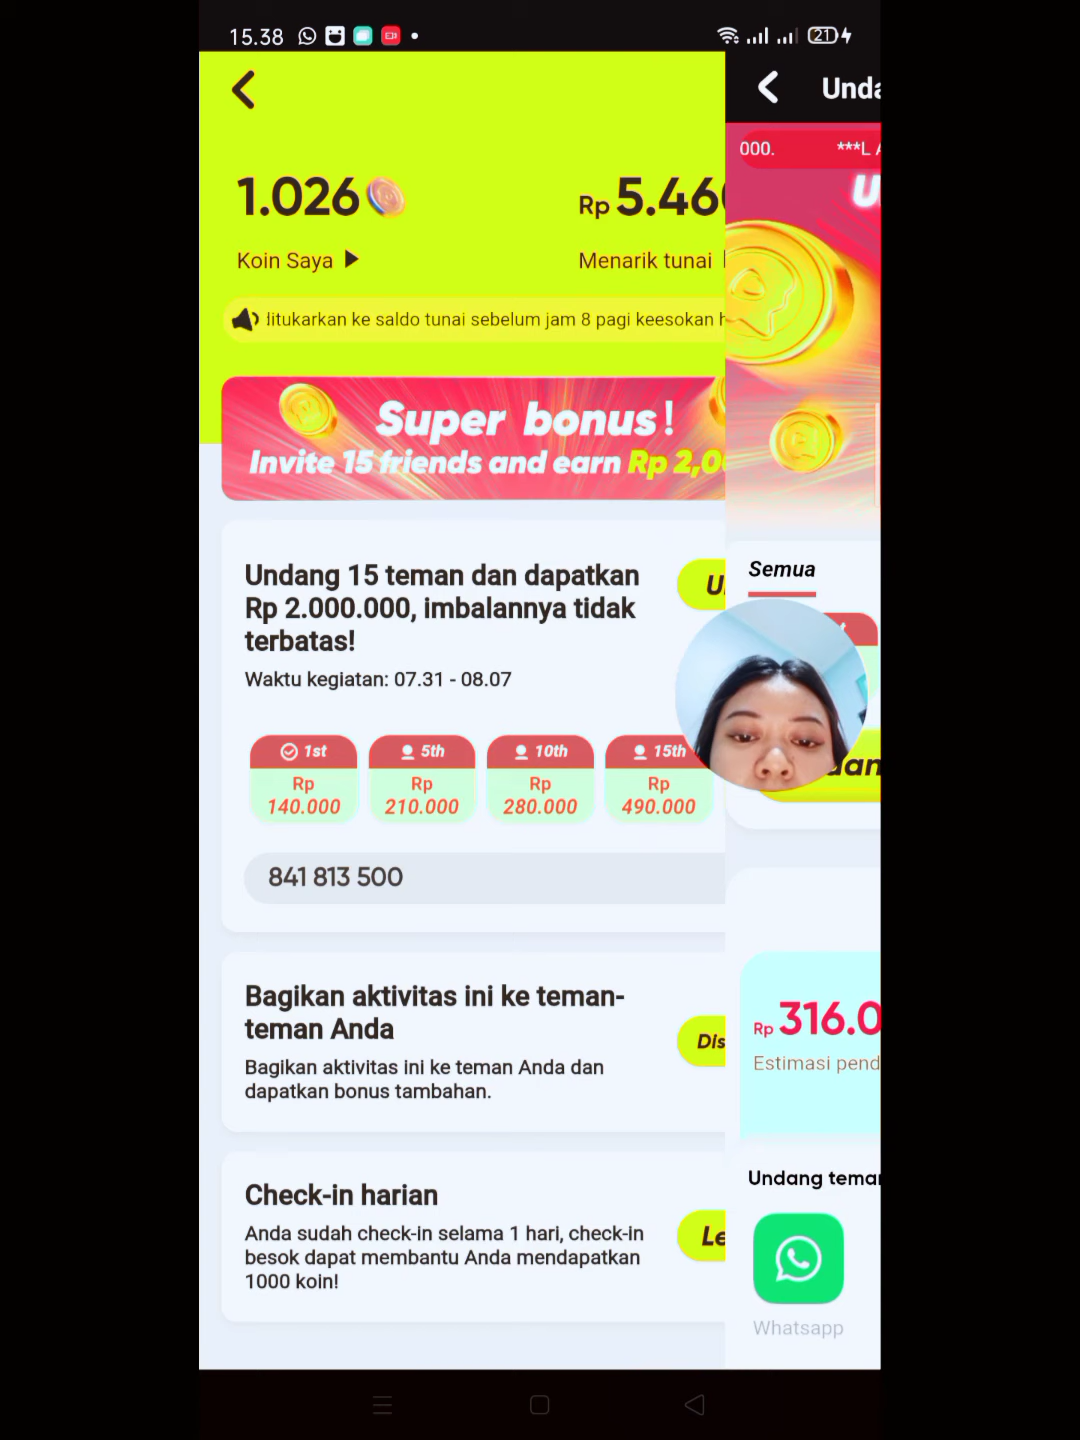 15.38
21
Unda
000. ***L A
U
1.026
Rp 5.46
Koin Saya
Menarik tunai
ditukarkan ke saldo tunai sebelum jam 8 pagi keesokan h
Super bonus!
Invite 15 friends and earn Rp 2,0
Undang 15 teman dan dapatkan
Rp 2.000.000, imbalannya tidak
terbatas!
U
Waktu kegiatan: 07.31 - 08.07
1st
5th
10th
15th
Rp
140.000
Rp
210.000
Rp
280.000
Rp
490.000
841 813 500
Bagikan aktivitas ini ke teman-
teman Anda
Bagikan aktivitas ini ke teman Anda dan
dapatkan bonus tambahan.
Dis
Check-in harian
Anda sudah check-in selama 1 hari, check-in
besok dapat membantu Anda mendapatkan
1000 koin!
Le
Semua
t
dan
Rp 316.0
Estimasi pend
Undang teman
Whatsapp